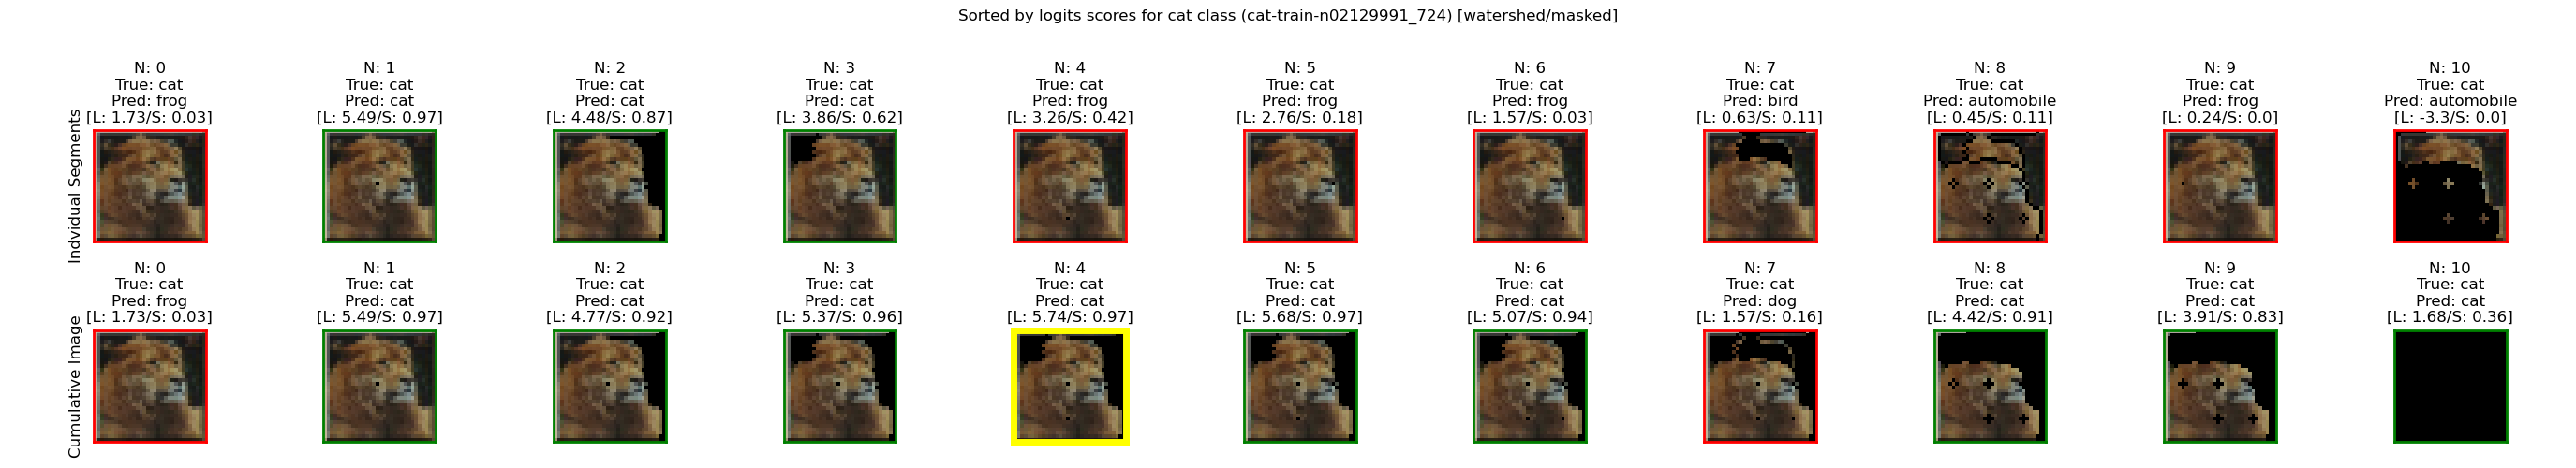 Sorted by logits scores for cat class (cat-train-n02129991_724) [watershed/masked]
Indvidual Segments
N: 0
True: cat
Pred: frog
[L: 1.73/S: 0.03]
N: 1
True: cat
Pred: cat
[L: 5.49/S: 0.97]
N: 2
True: cat
Pred: cat
[L: 4.48/S: 0.87]
N: 3
True: cat
Pred: cat
[L: 3.86/S: 0.62]
N: 4
True: cat
Pred: frog
[L: 3.26/S: 0.42]
N: 5
True: cat
Pred: frog
[L: 2.76/S: 0.18]
N: 6
True: cat
Pred: frog
[L: 1.57/S: 0.03]
N: 7
True: cat
Pred: bird
[L: 0.63/S: 0.11]
N: 8
True: cat
Pred: automobile
[L: 0.45/S: 0.11]
N: 9
True: cat
Pred: frog
[L: 0.24/S: 0.0]
N: 10
True: cat
Pred: automobile
[L: -3.3/S: 0.0]
Cumulative Image
N: 0
True: cat
Pred: frog
[L: 1.73/S: 0.03]
N: 1
True: cat
Pred: cat
[L: 5.49/S: 0.97]
N: 2
True: cat
Pred: cat
[L: 4.77/S: 0.92]
N: 3
True: cat
Pred: cat
[L: 5.37/S: 0.96]
N: 4
True: cat
Pred: cat
[L: 5.74/S: 0.97]
N: 5
True: cat
Pred: cat
[L: 5.68/S: 0.97]
N: 6
True: cat
Pred: cat
[L: 5.07/S: 0.94]
N: 7
True: cat
Pred: dog
[L: 1.57/S: 0.16]
N: 8
True: cat
Pred: cat
[L: 4.42/S: 0.91]
N: 9
True: cat
Pred: cat
[L: 3.91/S: 0.83]
N: 10
True: cat
Pred: cat
[L: 1.68/S: 0.36]